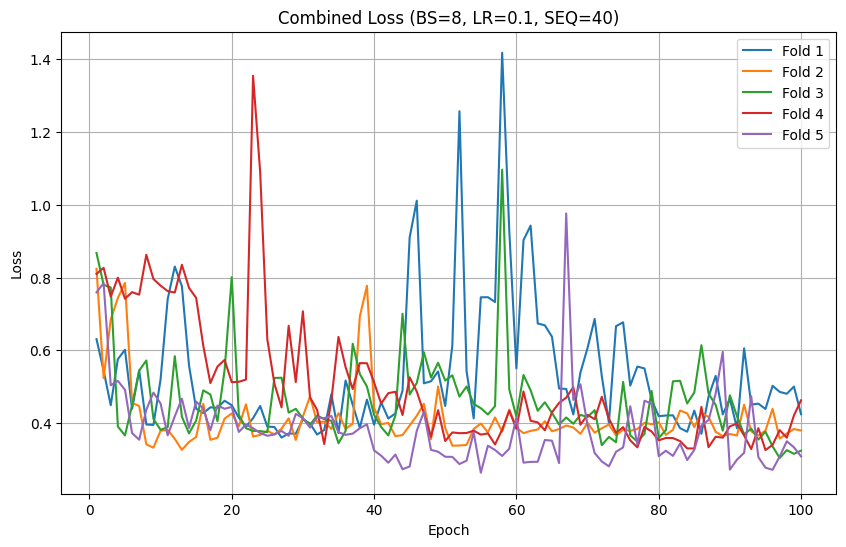 Combined Loss (BS=8, LR=0.1, SEQ=40)
Fold 1
Fold 2
Fold 3
Fold 4
Fold 5
Loss
1.4
1.2
1.0
0.8
0.6
0.4
0
20
40
60
80
100
Epoch